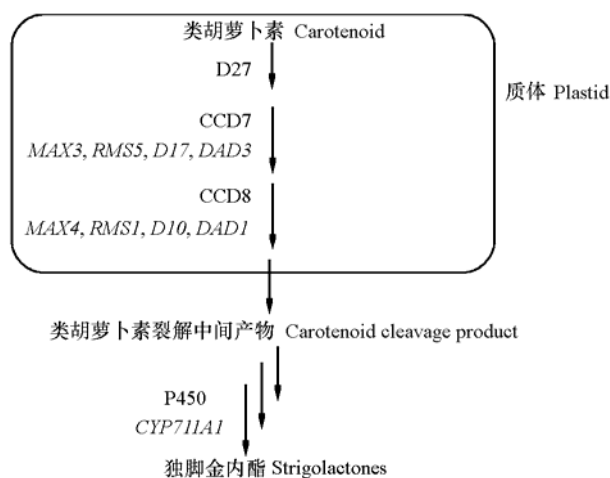 类胡萝卜素 Carotenoid
D27
质体 Plastid
CCD7
MAX3, RMS5, D17, DAD3
CCD8
MAX4, RMS1, D10, DAD1
类胡萝卜素裂解中间产物 Carotenoid cleavage product
P450
CYP711A1
独脚金内酯 Strigolactones